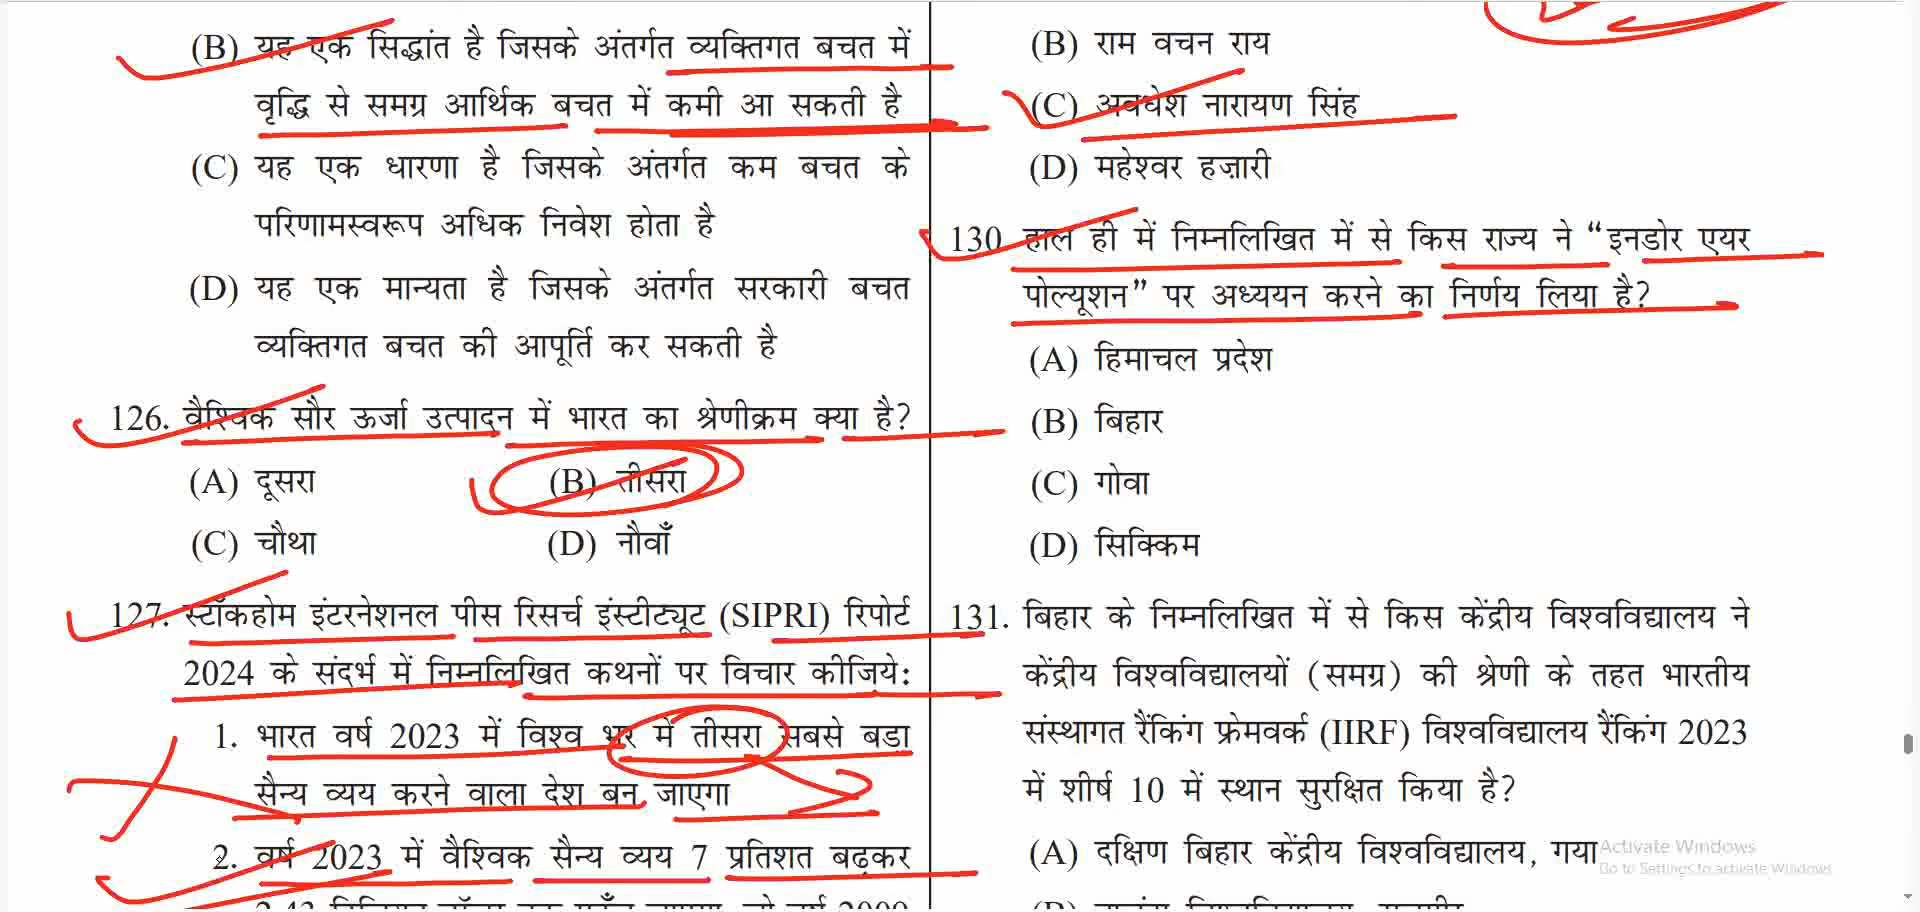 (B) यह एक सिद्धांत है जिसके अंतर्गत व्यक्तिगत बचत में
वृद्धि से समग्र आर्थिक बचत में कमी आ सकती है
(C) यह एक धारणा है जिसके अंतर्गत कम बचत के
परिणामस्वरूप अधिक निवेश होता है
(D) यह एक मान्यता है जिसके अंतर्गत सरकारी बचत
व्यक्तिगत बचत की आपूर्ति कर सकती है
126. वैश्विक सौर ऊर्जा उत्पादन में भारत का श्रेणीक्रम क्या है?
(A) दूसरा (B) तीसरा
(C) चौथा (D) नौवाँ
127. स्टॉकहोम इंटरनेशनल पीस रिसर्च इंस्टीट्यूट (SIPRI) रिपोर्ट
2024 के संदर्भ में निम्नलिखित कथनों पर विचार कीजिये:
1. भारत वर्ष 2023 में विश्व भर में तीसरा सबसे बड़ा
सैन्य व्यय करने वाला देश बन जाएगा
2. वर्ष 2023 में वैश्विक सैन्य व्यय 7 प्रतिशत बढ़कर
(B) राम वचन राय
(C) अवधेश नारायण सिंह
(D) महेश्वर हज़ारी
130. हाल ही में निम्नलिखित में से किस राज्य ने “इनडोर एयर
पोल्यूशन” पर अध्ययन करने का निर्णय लिया है?
(A) हिमाचल प्रदेश
(B) बिहार
(C) गोवा
(D) सिक्किम
131. बिहार के निम्नलिखित में से किस केंद्रीय विश्वविद्यालय ने
केंद्रीय विश्वविद्यालयों (समग्र) की श्रेणी के तहत भारतीय
संस्थागत रैंकिंग फ्रेमवर्क (IIRF) विश्वविद्यालय रैंकिंग 2023
में शीर्ष 10 में स्थान सुरक्षित किया है?
(A) दक्षिण बिहार केंद्रीय विश्वविद्यालय, गया
Activate Windows
Go to Settings to activate Windows.